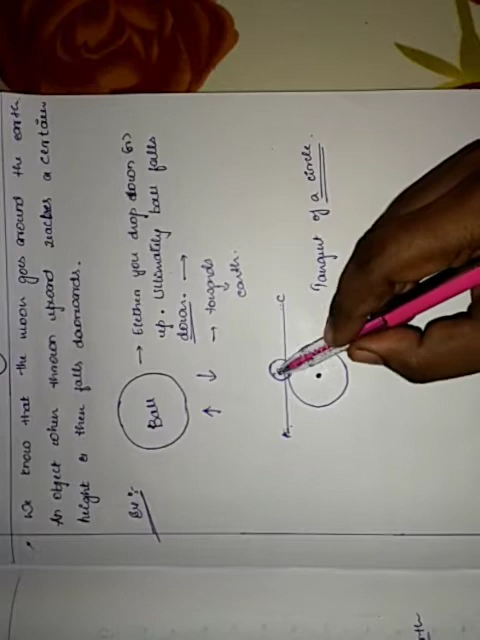 We know that the moon goes around the earth
An object when thrown upward reaches a certain
height & then falls downwards.
Ex:
Ball
→ Eeither you drop down (or)
up. Ultimately ball falls
down. →
↑ ↓ → towards
earth.
Tangent of a circle.
A C